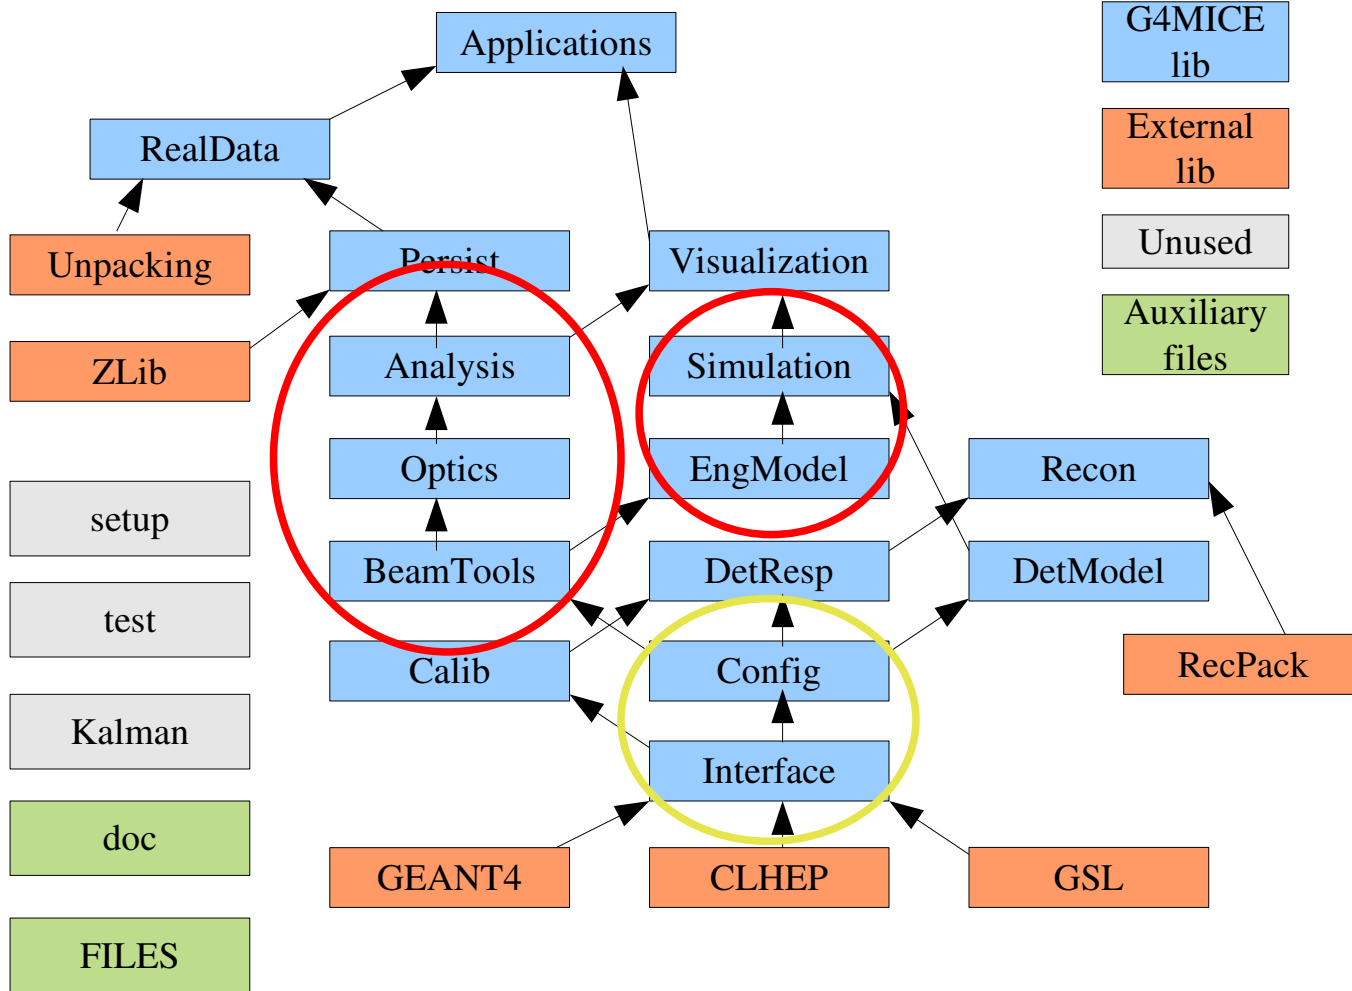 Applications
G4MICE
lib
RealData
External
lib
Unpacking
Persist
Visualization
Unused
ZLib
Analysis
Simulation
Auxiliary
files
Optics
EngModel
Recon
setup
BeamTools
DetResp
DetModel
test
Calib
Config
RecPack
Kalman
Interface
doc
GEANT4
CLHEP
GSL
FILES